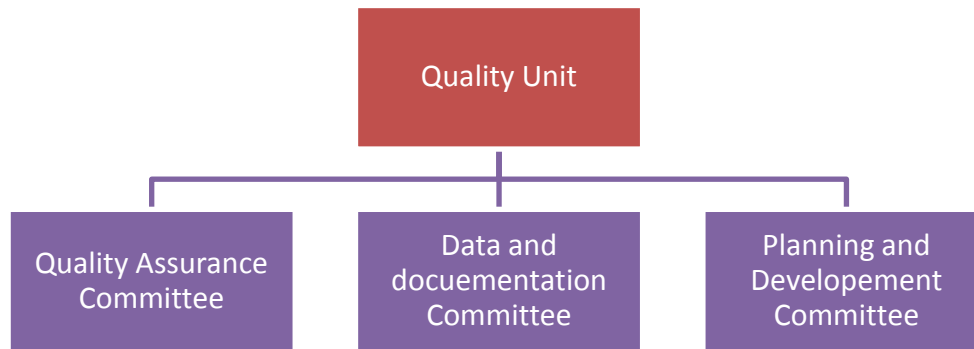 Quality Unit
Quality Assurance
Committee
Data and
docuementation
Committee
Planning and
Developement
Committee